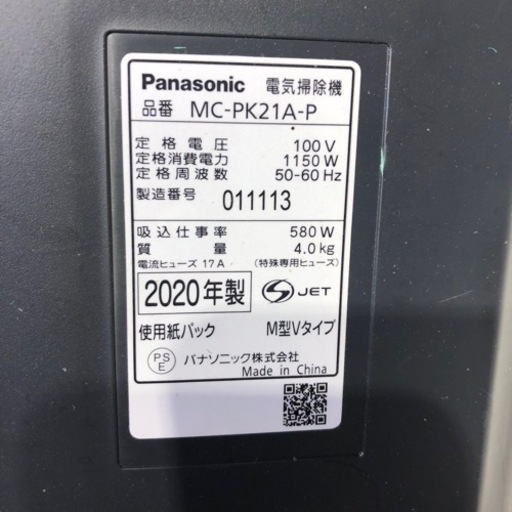 Panasonic 電気掃除機
品番 MC-PK21A-P
定格電圧 100 V
定格消費電力 1150 W
定格周波数 50-60 Hz
製造番号 011113
吸込仕事率 580 W
質量 4.0kg
電流ヒューズ 17A (特殊専用ヒューズ)
2020年製 S JET
使用紙パック M型Vタイプ
PS E パナソニック株式会社
Made in China